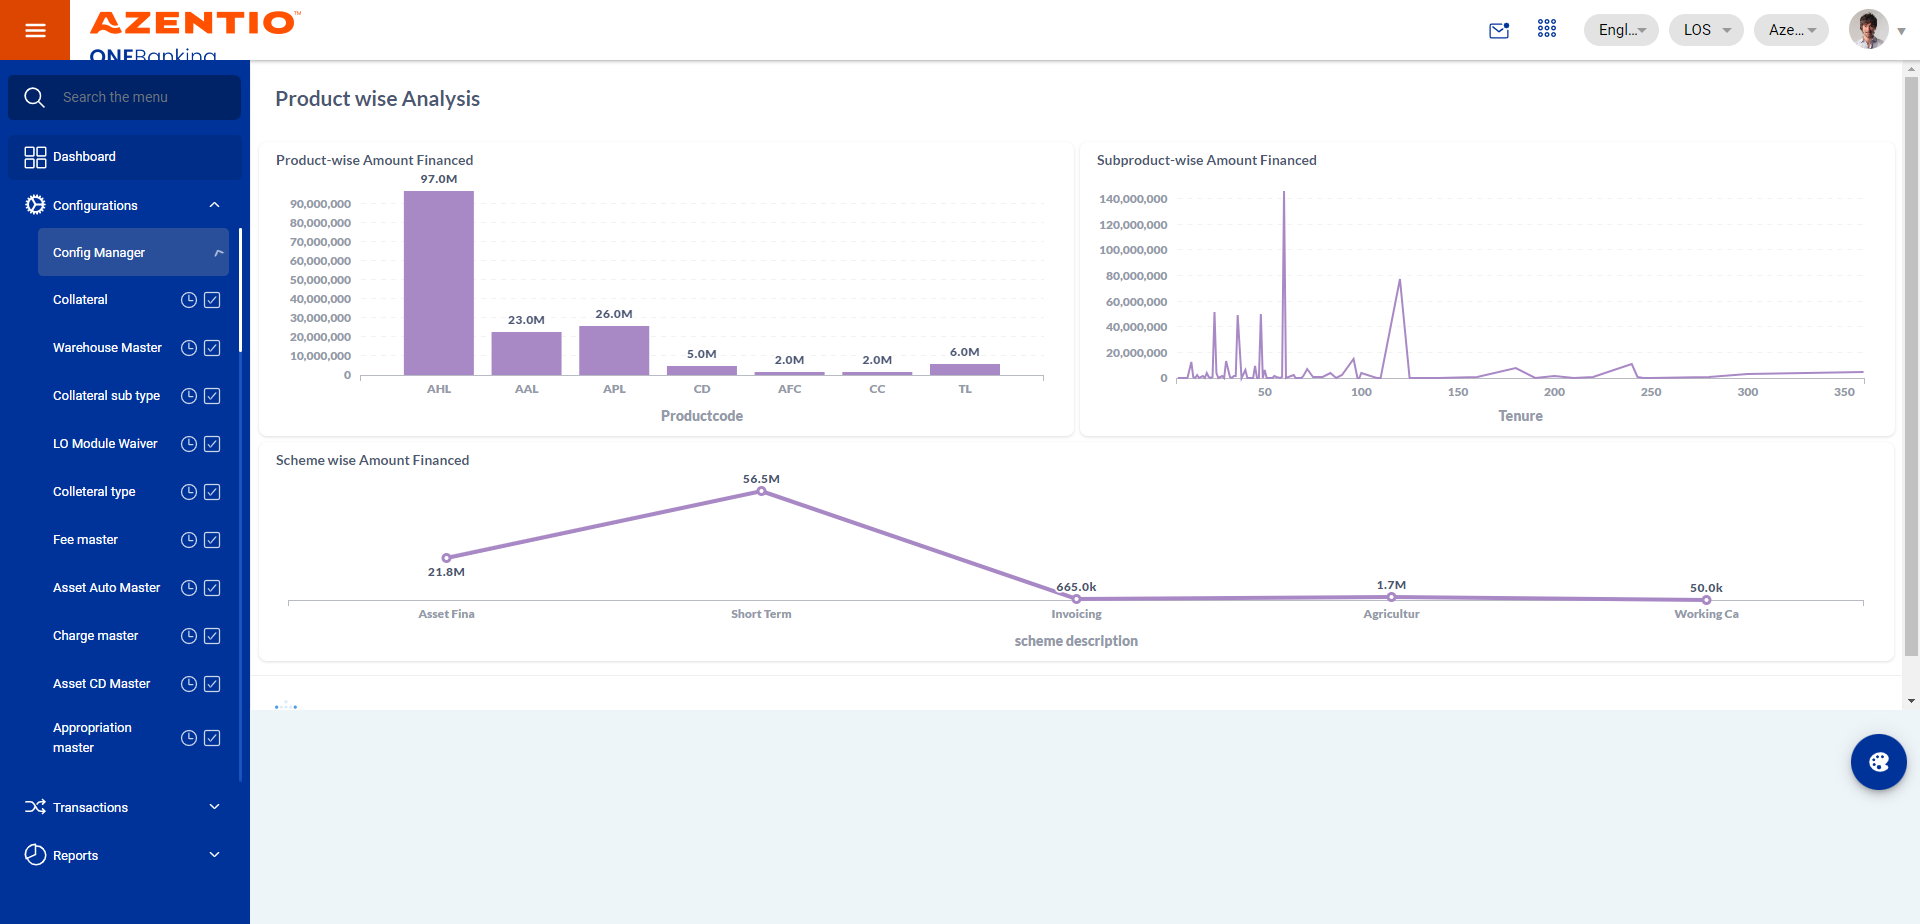 AZENTIO™
ONEBanking
Engl...
LOS
Aze...
Search the menu
Dashboard
Configurations
Config Manager
Collateral
Warehouse Master
Collateral sub type
LO Module Waiver
Colleteral type
Fee master
Asset Auto Master
Charge master
Asset CD Master
Appropriation
master
Transactions
Reports
Product wise Analysis
Product-wise Amount Financed
97.0M
90,000,000
80,000,000
70,000,000
60,000,000
50,000,000
40,000,000
30,000,000
20,000,000
10,000,000
0
23.0M
26.0M
5.0M
2.0M
2.0M
6.0M
AHL AAL APL CD AFC CC TL
Productcode
Subproduct-wise Amount Financed
140,000,000
120,000,000
100,000,000
80,000,000
60,000,000
40,000,000
20,000,000
0
50 100 150 200 250 300 350
Tenure
Scheme wise Amount Financed
56.5M
21.8M
665.0k
1.7M
50.0k
Asset Fina Short Term Invoicing Agricultur Working Ca
scheme description